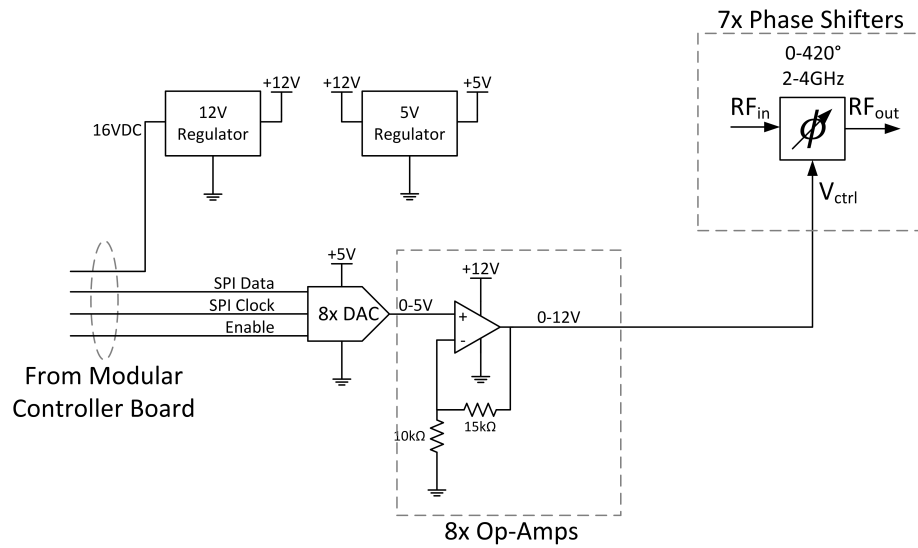 7x Phase Shifters
0-420°
2-4GHz
RFin
RFout
ϕ
Vctrl
+12V
+12V
+5V
16VDC
12V
Regulator
5V
Regulator
+5V
SPI Data
SPI Clock
Enable
8x DAC
0-5V
+12V
+
-
0-12V
15kΩ
10kΩ
From Modular
Controller Board
8x Op-Amps